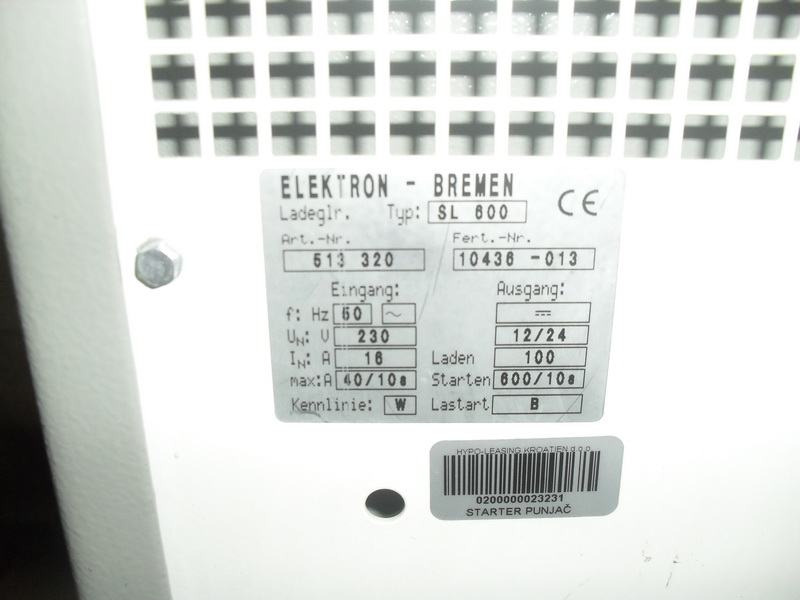 ELEKTRON - BREMEN
Ladeglr. Typ: SL 600 CE
Art.-Nr. Fert.-Nr.
513 320 10436 -013
Eingang: Ausgang:
f: Hz 50 ~ ⎓
UN: V 230 12/24
IN: A 16 Laden 100
max:A 40/10s Starten 600/10s
Kennlinie: W Lastart B
HYPO-LEASING KROATIEN d.o.o.
0200000023231
STARTER PUNJAČ